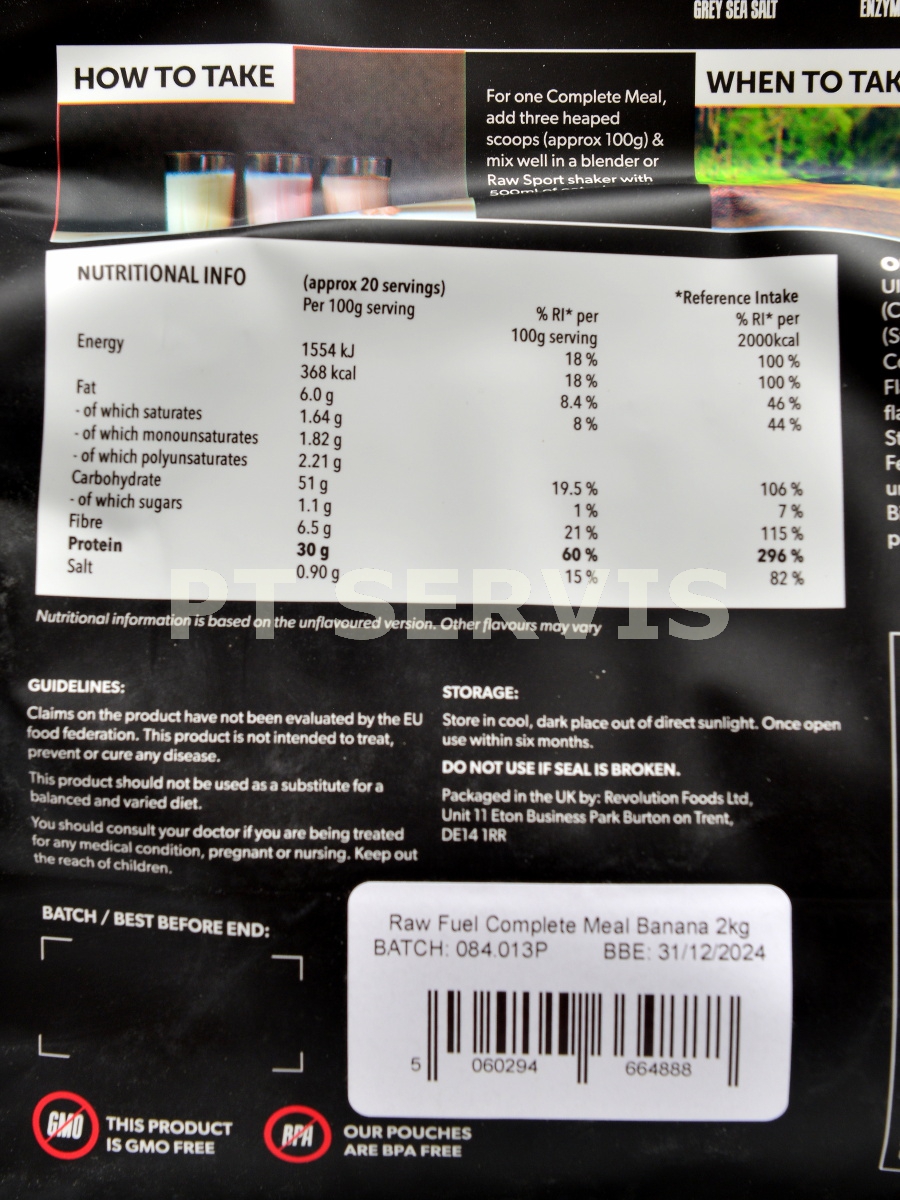 GREY SEA SALT
HOW TO TAKE
For one Complete Meal,
add three heaped
scoops (approx 100g) &
mix well in a blender or
Raw Sport shaker with
500ml of
WHEN TO
NUTRITIONAL INFO (approx 20 servings) *Reference Intake
Per 100g serving % RI* per % RI* per
100g serving 2000kcal
Energy 1554 kJ 18 % 100 %
368 kcal 18 % 100 %
Fat 6.0 g 8.4 % 46 %
- of which saturates 1.64 g 8 % 44 %
- of which monounsaturates 1.82 g
- of which polyunsaturates 2.21 g
Carbohydrate 51 g 19.5 % 106 %
- of which sugars 1.1 g 1 % 7 %
Fibre 6.5 g 21 % 115 %
Protein 30 g 60 % 296 %
Salt 0.90 g 15 % 82 %
PT SERVIS
Nutritional information is based on the unflavoured version. Other flavours may vary
GUIDELINES:
Claims on the product have not been evaluated by the EU
food federation. This product is not intended to treat,
prevent or cure any disease.
This product should not be used as a substitute for a
balanced and varied diet.
You should consult your doctor if you are being treated
for any medical condition, pregnant or nursing. Keep out
the reach of children.
STORAGE:
Store in cool, dark place out of direct sunlight. Once open
use within six months.
DO NOT USE IF SEAL IS BROKEN.
Packaged in the UK by: Revolution Foods Ltd,
Unit 11 Eton Business Park Burton on Trent,
DE14 1RR
BATCH / BEST BEFORE END:
Raw Fuel Complete Meal Banana 2kg
BATCH: 084.013P BBE: 31/12/2024
5 060294 664888
GMO
THIS PRODUCT
IS GMO FREE
BPA
OUR POUCHES
ARE BPA FREE